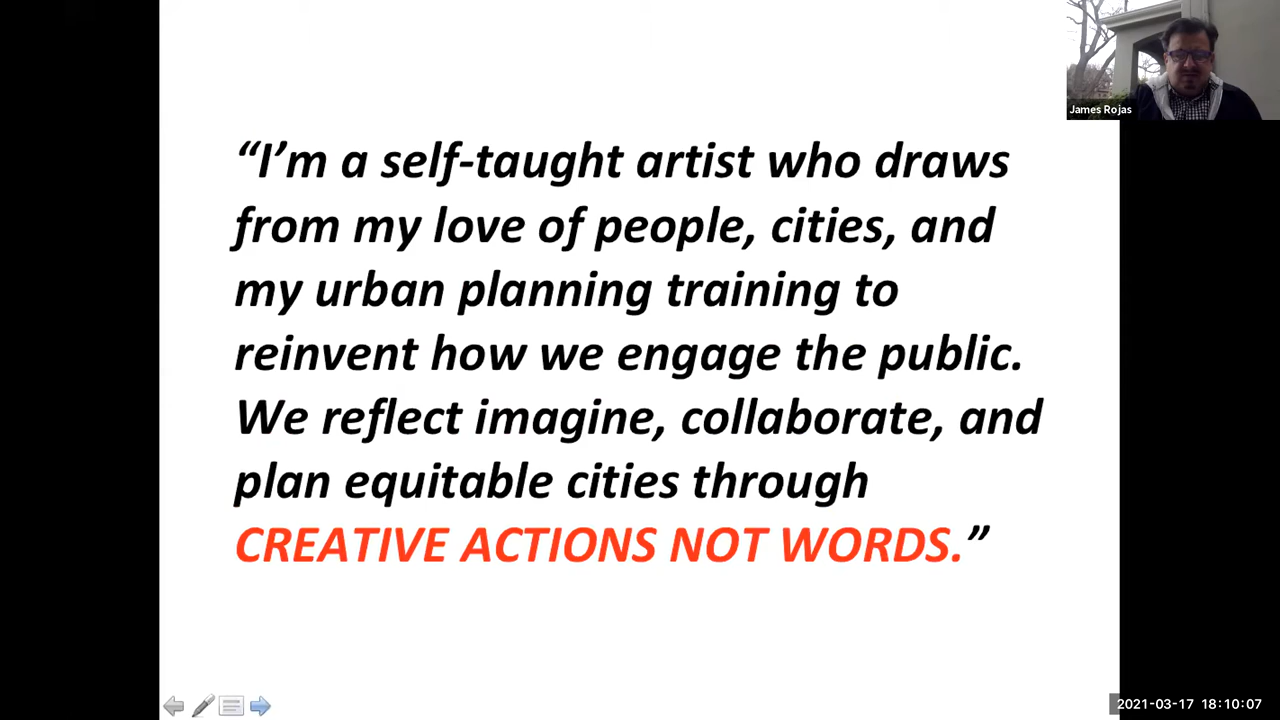 James Rojas
“I’m a self-taught artist who draws
from my love of people, cities, and
my urban planning training to
reinvent how we engage the public.
We reflect imagine, collaborate, and
plan equitable cities through
CREATIVE ACTIONS NOT WORDS.”
2021-03-17 18:10:07